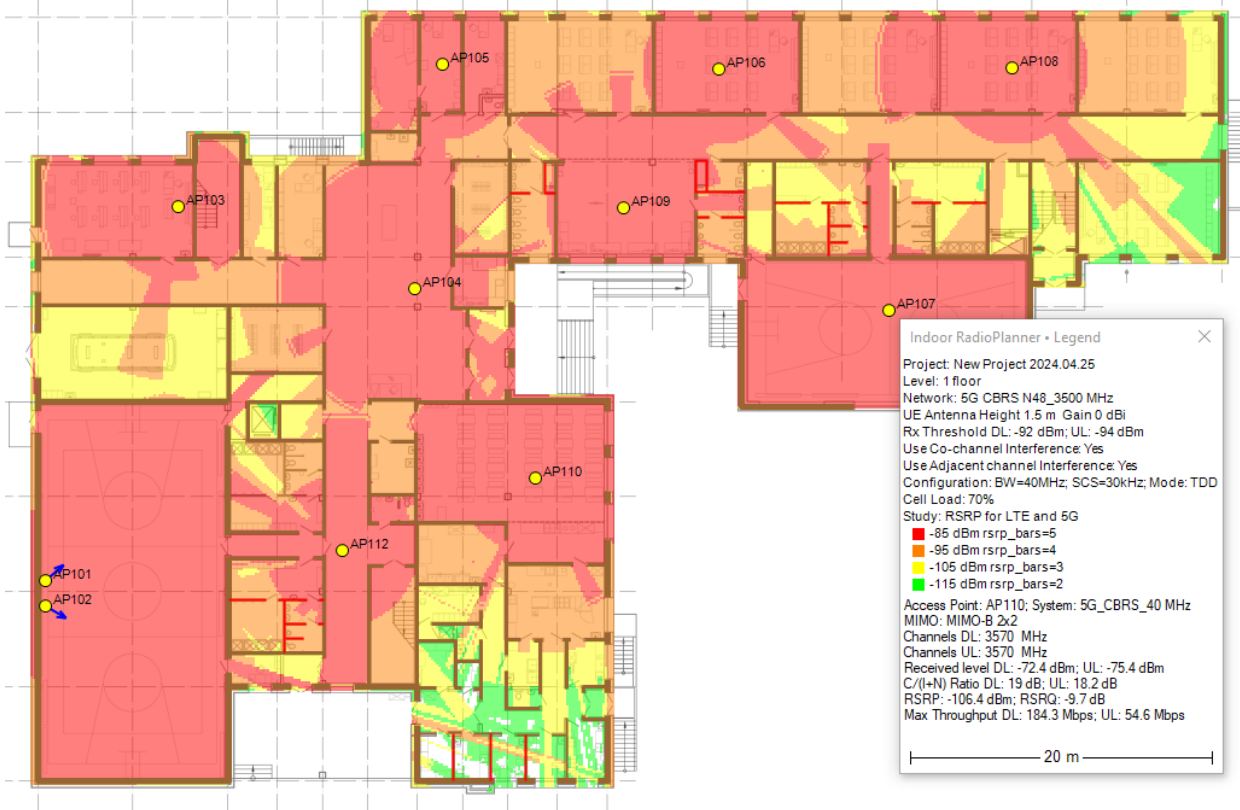 AP105
AP106
AP108
AP103
AP109
AP104
AP107
AP110
AP112
AP101
AP102
Indoor RadioPlanner • Legend
Project: New Project 2024.04.25
Level: 1 floor
Network: 5G CBRS N48_3500 MHz
UE Antenna Height 1.5 m Gain 0 dBi
Rx Threshold DL: -92 dBm; UL: -94 dBm
Use Co-channel Interference: Yes
Use Adjacent channel Interference: Yes
Configuration: BW=40MHz; SCS=30kHz; Mode: TDD
Cell Load: 70%
Study: RSRP for LTE and 5G
-85 dBm rsrp_bars=5
-95 dBm rsrp_bars=4
-105 dBm rsrp_bars=3
-115 dBm rsrp_bars=2
Access Point: AP110; System: 5G_CBRS_40 MHz
MIMO: MIMO-B 2x2
Channels DL: 3570 MHz
Channels UL: 3570 MHz
Received level DL: -72.4 dBm; UL: -75.4 dBm
C/(I+N) Ratio DL: 19 dB; UL: 18.2 dB
RSRP: -106.4 dBm; RSRQ: -9.7 dB
Max Throughput DL: 184.3 Mbps; UL: 54.6 Mbps
20 m